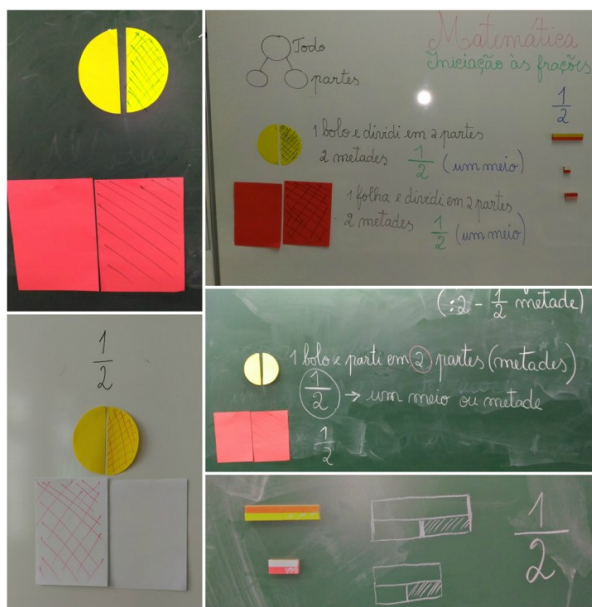 Todo
partes
Matemática
Iniciação às frações
1
2
1 bolo e dividi em 2 partes
2 metades 1/2 (um meio)
1 folha e dividi em 2 partes
2 metades 1/2 (um meio)
1
2
(:2 - 1/2 metade)
1 bolo e parti em 2 partes (metades)
1/2 → um meio ou metade
1
2
1
2